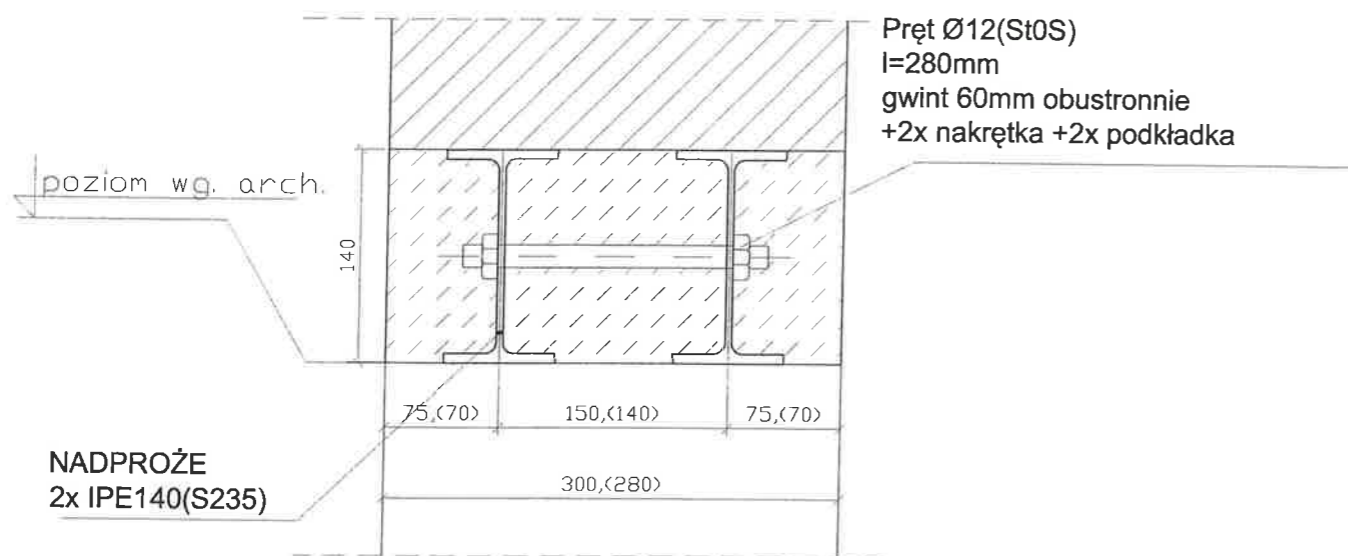 Pręt Ø12(St0S)
l=280mm
gwint 60mm obustronnie
+2x nakrętka +2x podkładka
poziom wg. arch.
140
75,(70)
150,(140)
75,(70)
300,(280)
NADPROŻE
2x IPE140(S235)